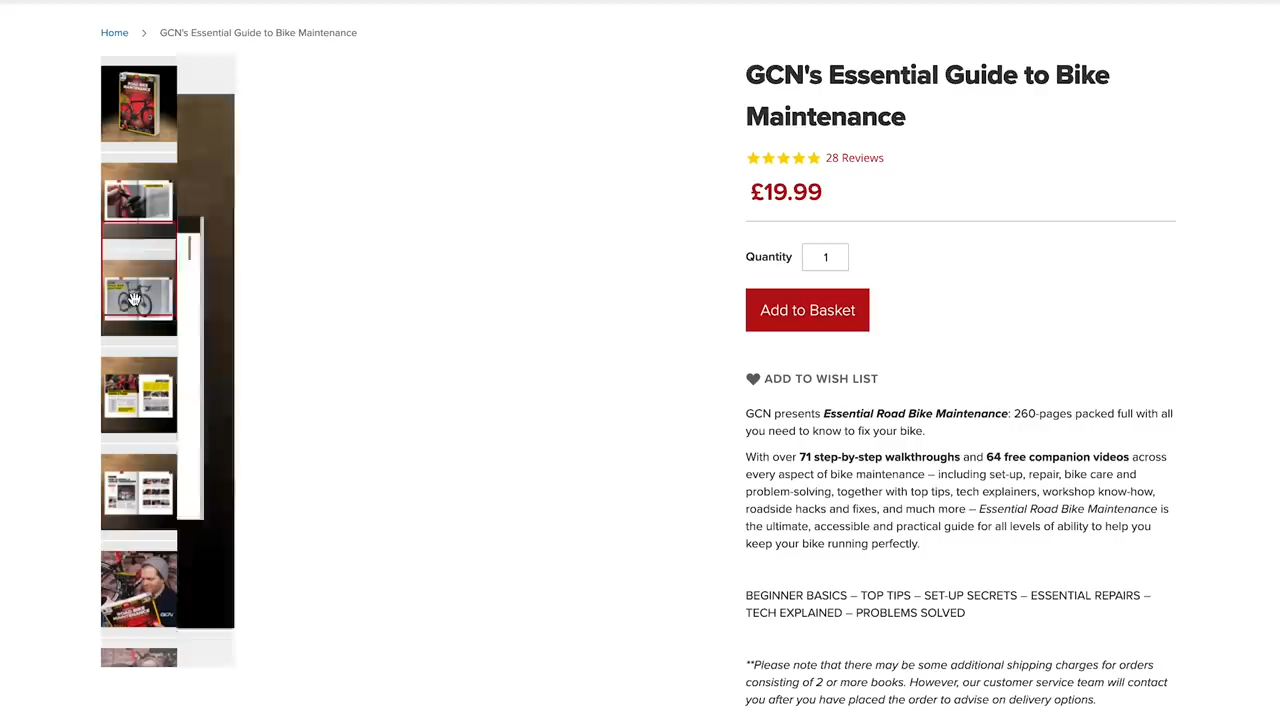 Home > GCN's Essential Guide to Bike Maintenance
GCN's Essential Guide to Bike
Maintenance
28 Reviews
£19.99
Quantity 1
Add to Basket
ADD TO WISH LIST
GCN presents Essential Road Bike Maintenance: 260-pages packed full with all
you need to know to fix your bike.
With over 71 step-by-step walkthroughs and 64 free companion videos across
every aspect of bike maintenance – including set-up, repair, bike care and
problem-solving, together with top tips, tech explainers, workshop know-how,
roadside hacks and fixes, and much more – Essential Road Bike Maintenance is
the ultimate, accessible and practical guide for all levels of ability to help you
keep your bike running perfectly.
BEGINNER BASICS – TOP TIPS – SET-UP SECRETS – ESSENTIAL REPAIRS –
TECH EXPLAINED – PROBLEMS SOLVED
**Please note that there may be some additional shipping charges for orders
consisting of 2 or more books. However, our customer service team will contact
you after you have placed the order to advise on delivery options.